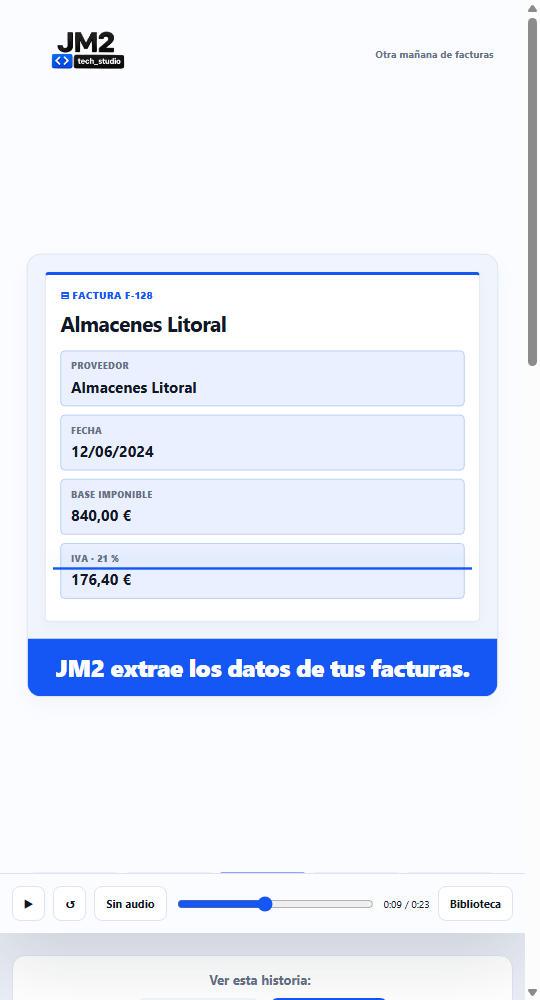 JM2
<> tech_studio
Otra mañana de facturas
FACTURA F-128
Almacenes Litoral
PROVEEDOR
Almacenes Litoral
FECHA
12/06/2024
BASE IMPONIBLE
840,00 €
IVA · 21 %
176,40 €
JM2 extrae los datos de tus facturas.
Sin audio
0:09 / 0:23
Biblioteca
Ver esta historia: